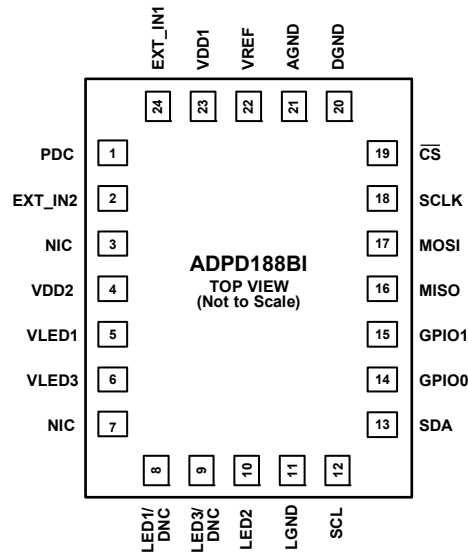 EXT_IN1
VDD1
VREF
AGND
DGND
24
23
22
21
20
PDC 1
19 CS
EXT_IN2 2
18 SCLK
NIC 3
17 MOSI
ADPD188BI
TOP VIEW
(Not to Scale)
VDD2 4
16 MISO
VLED1 5
15 GPIO1
VLED3 6
14 GPIO0
NIC 7
13 SDA
8
9
10
11
12
LED1/
DNC
LED3/
DNC
LED2
LGND
SCL